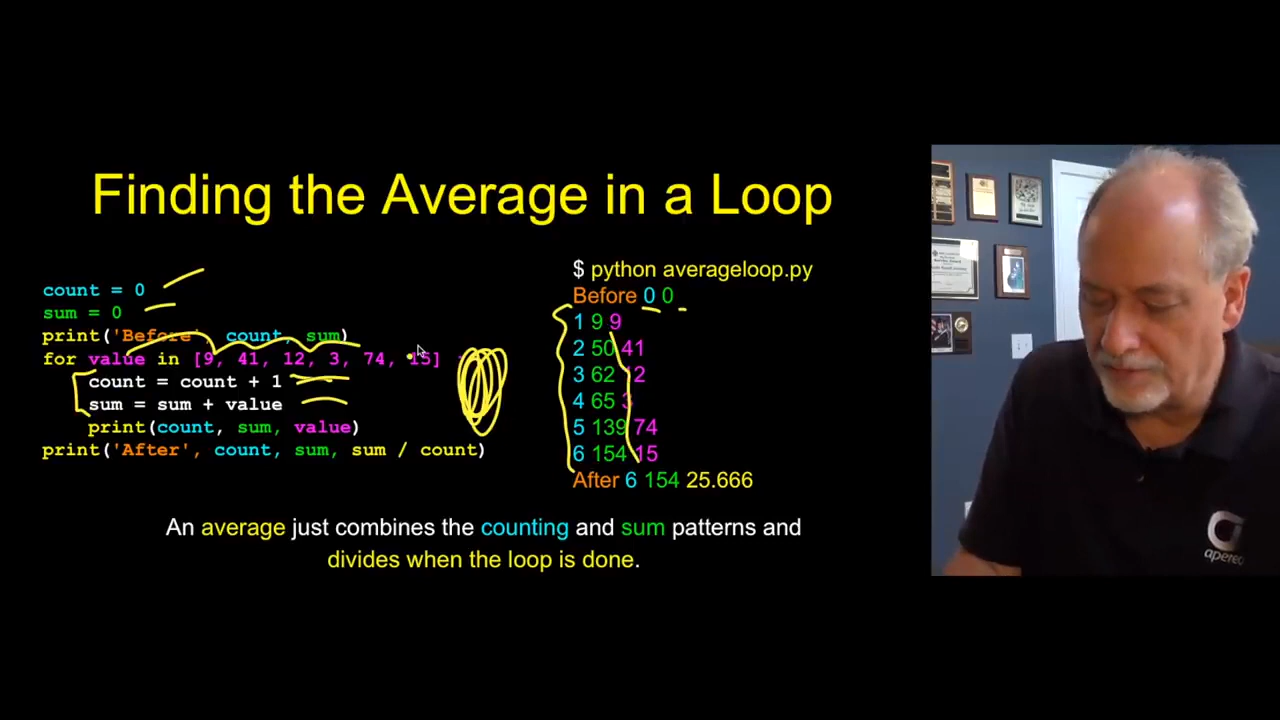 Finding the Average in a Loop
count = 0
sum = 0
print('Before', count, sum)
for value in [9, 41, 12, 3, 74, 15] :
    count = count + 1
    sum = sum + value
    print(count, sum, value)
print('After', count, sum, sum / count)
$ python averageloop.py
Before 0 0
1 9 9
2 50 41
3 62 12
4 65 3
5 139 74
6 154 15
After 6 154 25.666
An average just combines the counting and sum patterns and
divides when the loop is done.
apereo